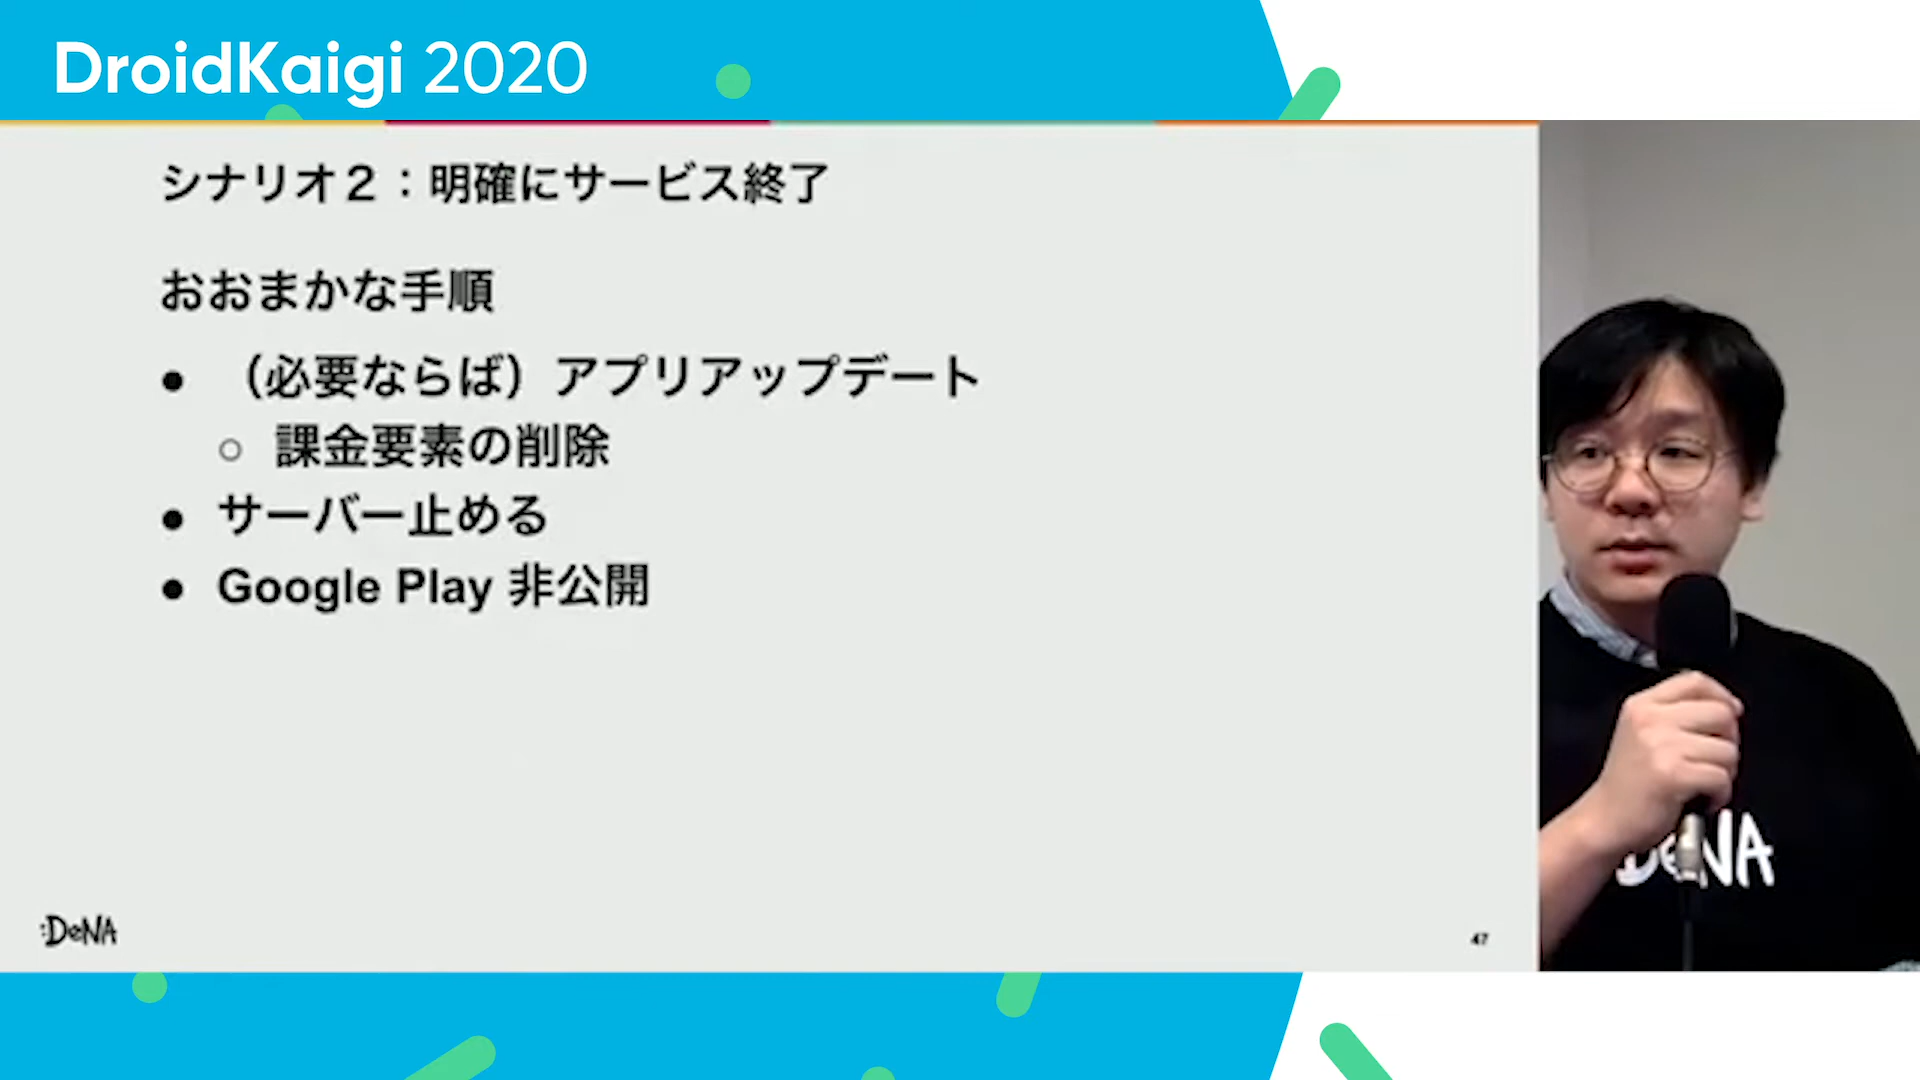 DroidKaigi 2020
シナリオ２：明確にサービス終了
おおまかな手順
● （必要ならば）アプリアップデート
○ 課金要素の削除
● サーバー止める
● Google Play 非公開
:DeNA
47
DeNA